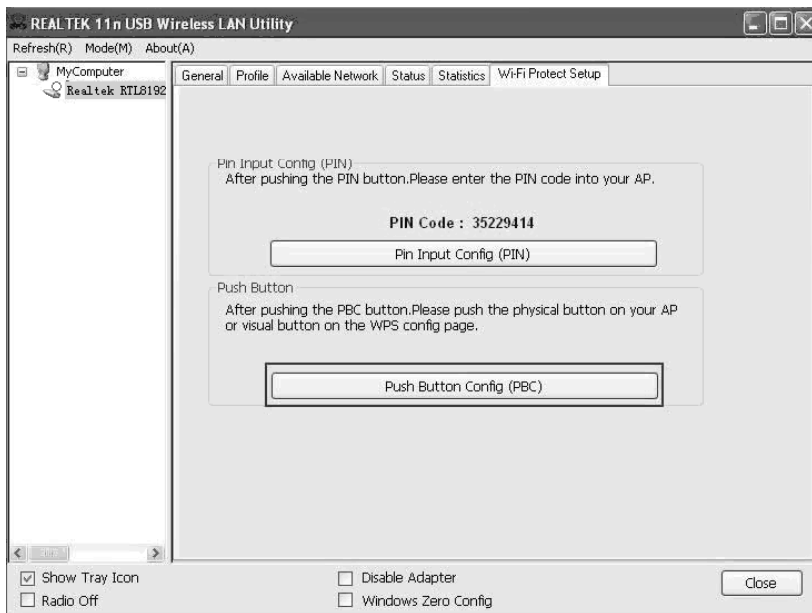 REALTEK 11n USB Wireless LAN Utility
Refresh(R) Mode(M) About(A)
MyComputer
Realtek RTL8192
General Profile Available Network Status Statistics Wi-Fi Protect Setup
Pin Input Config (PIN)
After pushing the PIN button.Please enter the PIN code into your AP.
PIN Code : 35229414
Pin Input Config (PIN)
Push Button
After pushing the PBC button.Please push the physical button on your AP
or visual button on the WPS config page.
Push Button Config (PBC)
Show Tray Icon
Radio Off
Disable Adapter
Windows Zero Config
Close